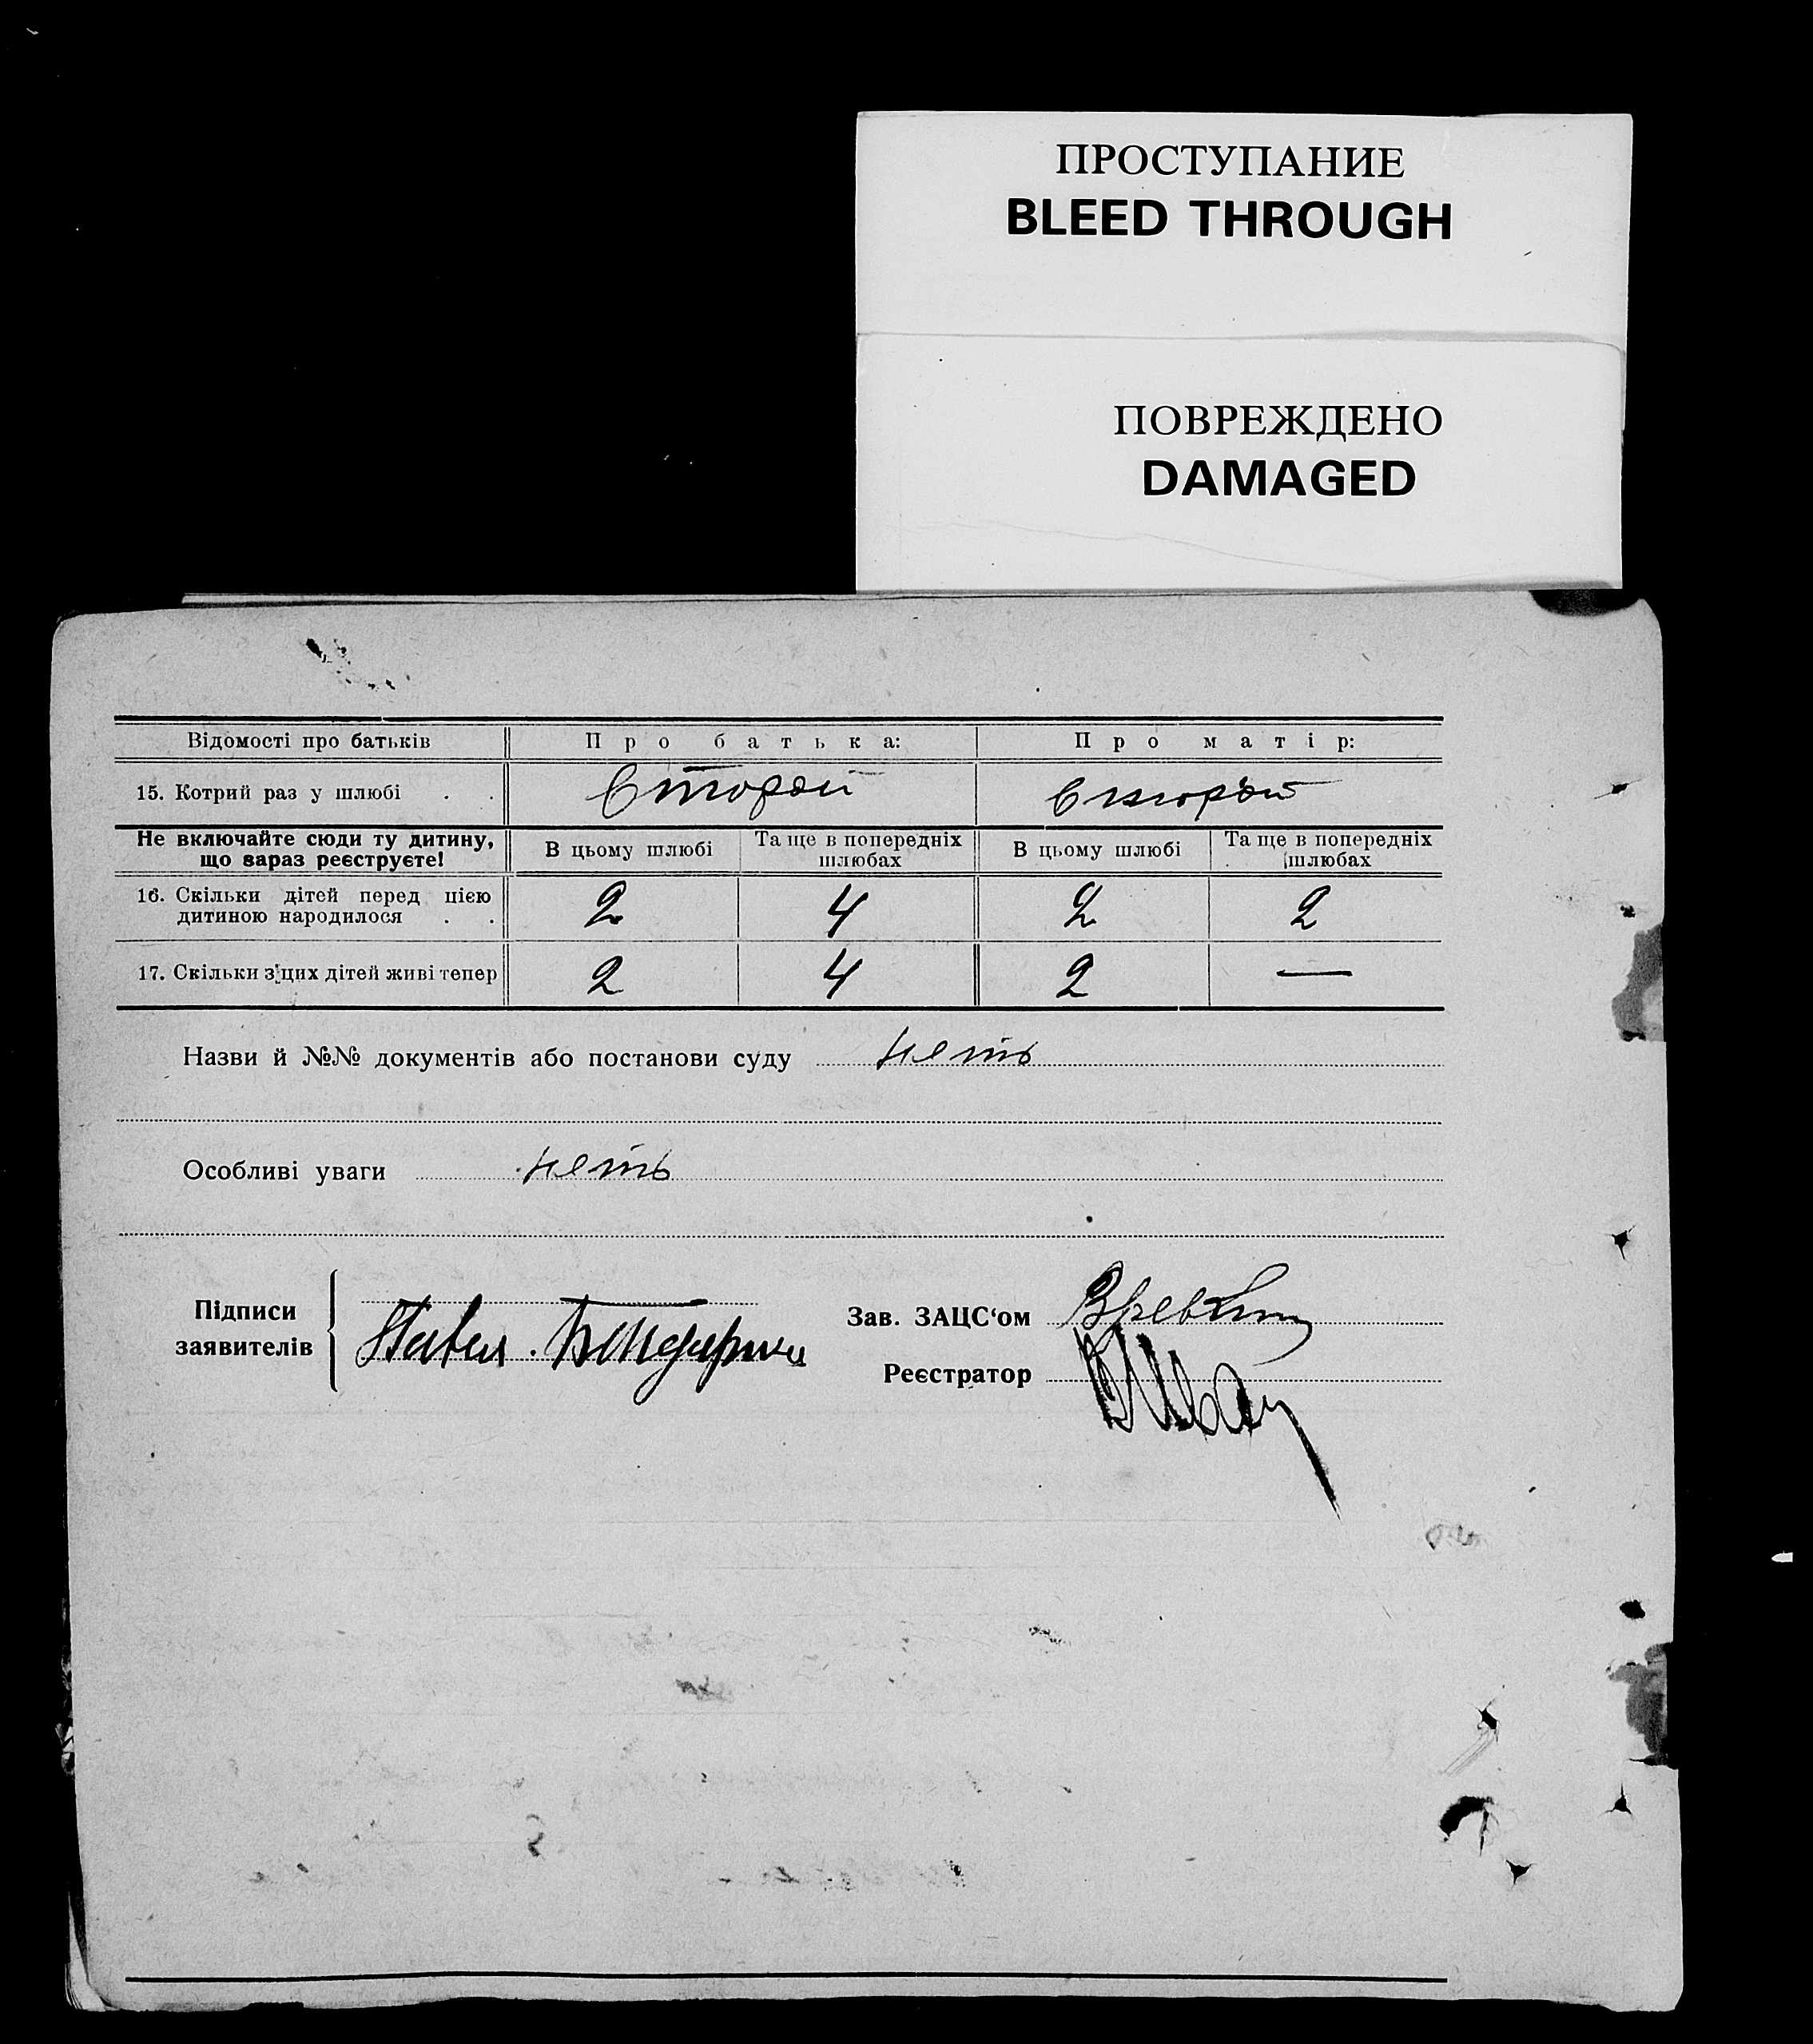 ПРОСТУПАНИЕ
BLEED THROUGH
ПОВРЕЖДЕНО
DAMAGED
Відомості про батьків Про батька: Про матір:
15. Котрий раз у шлюбі . . второй второй
Не включайте сюди ту дитину, що зараз реєструєте! В цьому шлюбі Та ще в попередніх шлюбах В цьому шлюбі Та ще в попередніх шлюбах
16. Скільки дітей перед цією
дитиною народилося . . 2 4 2 2
17. Скільки з цих дітей живі тепер 2 4 2 —
Назви й №№ документів або постанови суду неть
Особливі уваги неть
Підписи
заявителів
Павел
Зав. ЗАЦС‘ом
Реєстратор